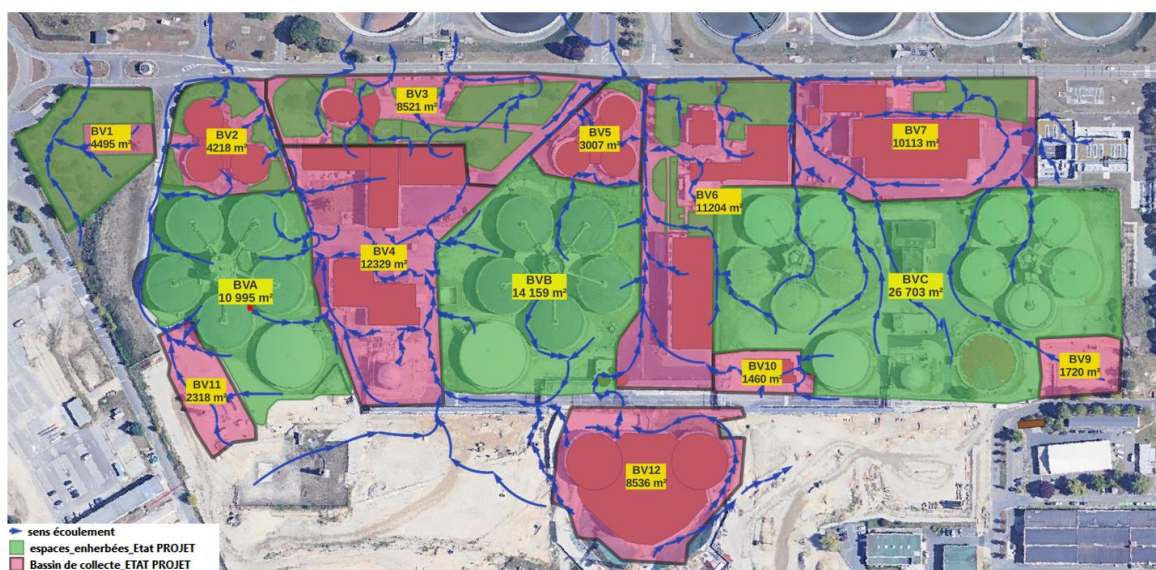 BV1
4495 m²
BV2
4218 m²
BV3
8521 m²
BV5
3007 m²
BV7
10113 m²
BV6
11204 m²
BV4
12329 m²
BVA
10 995 m²
BVB
14 159 m²
BVC
26 703 m²
BV11
2318 m²
BV10
1460 m²
BV9
1720 m²
BV12
8536 m²
sens écoulement
espaces_enherbées_Etat PROJET
Bassin de collecte_ETAT PROJET